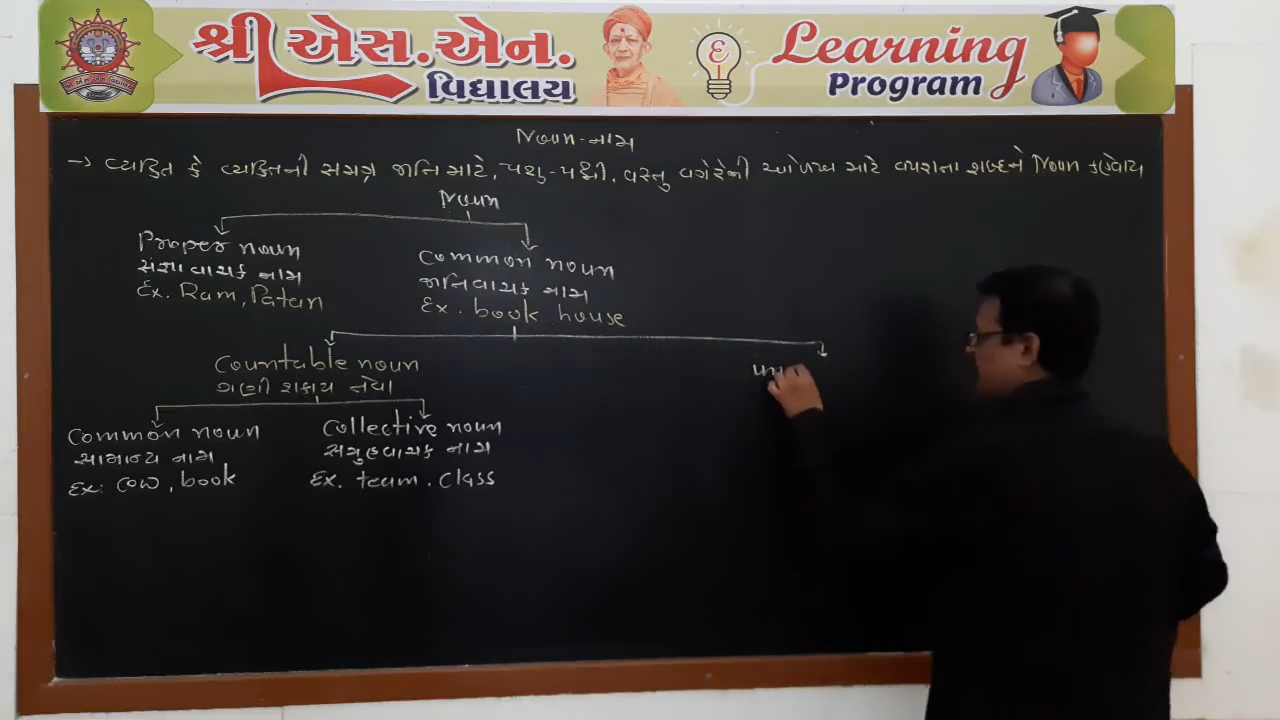 શ્રી એસ.એન.
વિદ્યાલય
Learning
Program
Noun-નામ
→ વ્યકિત કે વ્યકિતની સમગ્ર જાતિ માટે, પશુ-પક્ષી, વસ્તુ વગેરેની ઓળખ માટે વપરાતા શબ્દને Noun કહેવાય
Noun
Proper noun
સંજ્ઞાવાચક નામ
Ex. Ram, Patan
Common noun
જાતિવાચક નામ
Ex. book. house
Countable noun
ગણી શકાય તેવા
Common noun
સામાન્ય નામ
Ex: cow, book
Collective noun
સમુહવાચક નામ
Ex. team. class